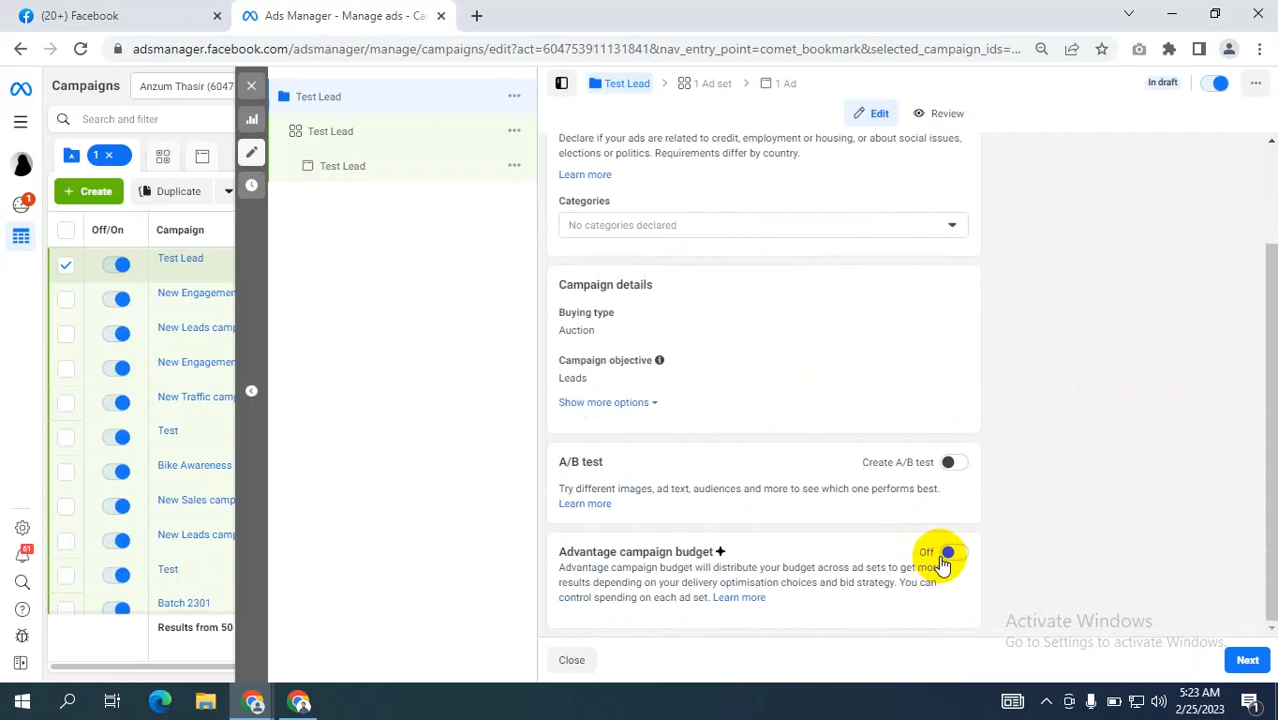 (20+) Facebook
Ads Manager - Manage ads - Ca
adsmanager.facebook.com/adsmanager/manage/campaigns/edit?act=604753911131841&nav_entry_point=comet_bookmark&selected_campaign_ids=...
Campaigns
Anzum Thasir (6047
Search and filter
1
Create
Duplicate
Off/On
Campaign
Test Lead
New Engagemen
New Leads camp
New Engagemen
New Traffic cam
Test
Bike Awareness
New Sales camp
New Leads camp
Test
Batch 2301
Results from 50
1
51
Test Lead
Test Lead
Test Lead
Test Lead
1 Ad set
1 Ad
In draft
Edit
Review
Declare if your ads are related to credit, employment or housing, or about social issues,
elections or politics. Requirements differ by country.
Learn more
Categories
No categories declared
Campaign details
Buying type
Auction
Campaign objective
Leads
Show more options
A/B test
Create A/B test
Try different images, ad text, audiences and more to see which one performs best.
Learn more
Advantage campaign budget
Off
Advantage campaign budget will distribute your budget across ad sets to get more
results depending on your delivery optimisation choices and bid strategy. You can
control spending on each ad set. Learn more
Activate Windows
Go to Settings to activate Windows.
Close
Next
5:23 AM
2/25/2023
1